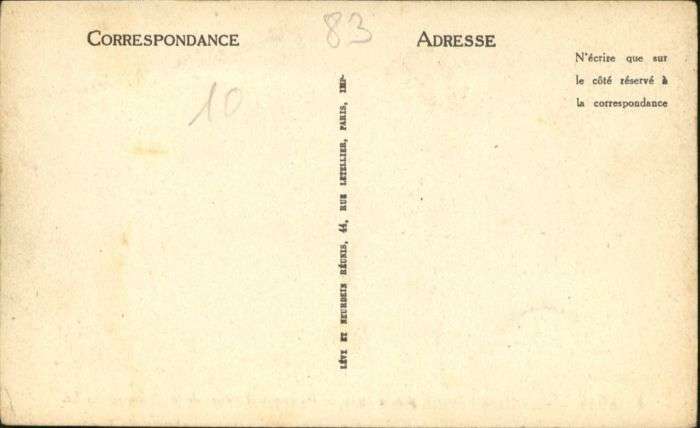 CORRESPONDANCE
83
ADRESSE
N'écrire que sur
le côté réservé à
la correspondance
10
LÉVY ET NEURDEIN RÉUNIS, 44, RUE LETELLIER, PARIS, IMP-